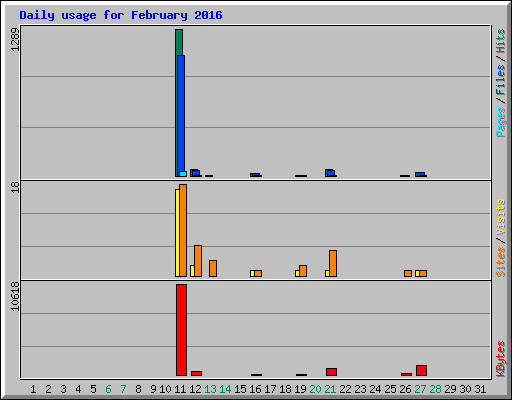 Daily usage for February 2016
1289
18
10618
Pages / Files / Hits
Sites / Visits
KBytes
1 2 3 4 5 6 7 8 9 10 11 12 13 14 15 16 17 18 19 20 21 22 23 24 25 26 27 28 29 30 31